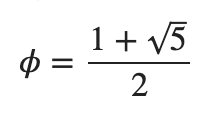 ϕ = (1 + √5) / 2